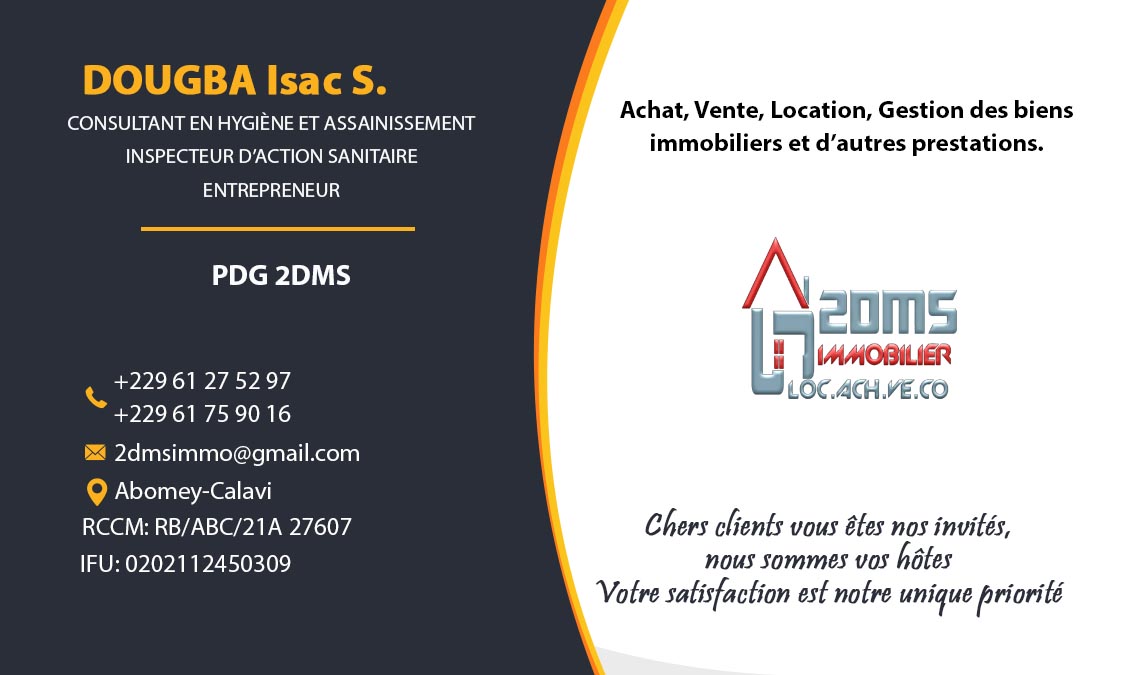 DOUGBA Isac S.
CONSULTANT EN HYGIÈNE ET ASSAINISSEMENT
INSPECTEUR D'ACTION SANITAIRE
ENTREPRENEUR
PDG 2DMS
+229 61 27 52 97
+229 61 75 90 16
2dmsimmo@gmail.com
Abomey-Calavi
RCCM: RB/ABC/21A 27607
IFU: 0202112450309
Achat, Vente, Location, Gestion des biens
immobiliers et d'autres prestations.
2DMS
IMMOBILIER
LOC.ACH.VE.CO
Chers clients vous êtes nos invités,
nous sommes vos hôtes
Votre satisfaction est notre unique priorité